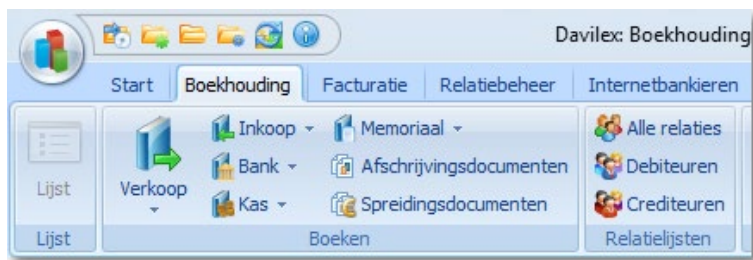 Davilex: Boekhouding
Start Boekhouding Facturatie Relatiebeheer Internetbankieren
Lijst
Verkoop
Inkoop
Bank
Kas
Memoriaal
Afschrijvingsdocumenten
Spreidingsdocumenten
Alle relaties
Debiteuren
Crediteuren
Lijst Boeken Relatielijsten